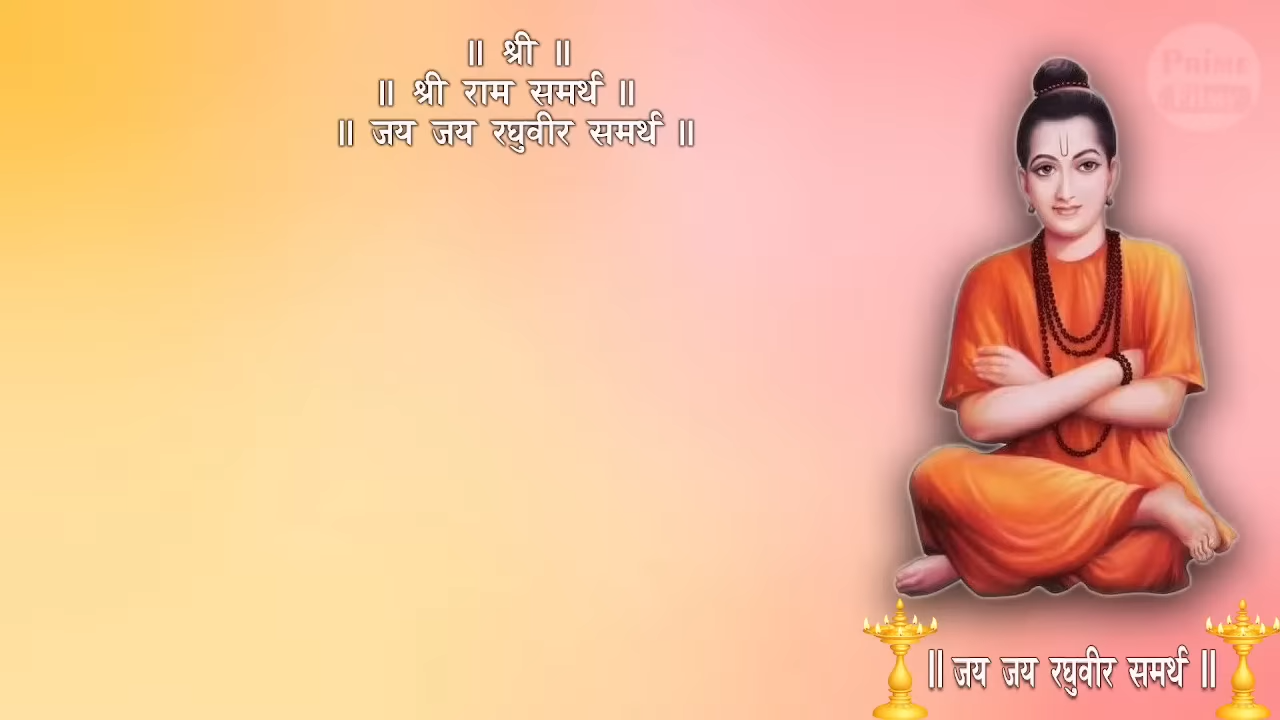 ॥ श्री ॥
॥ श्री राम समर्थ ॥
॥ जय जय रघुवीर समर्थ ॥
॥ जय जय रघुवीर समर्थ ॥